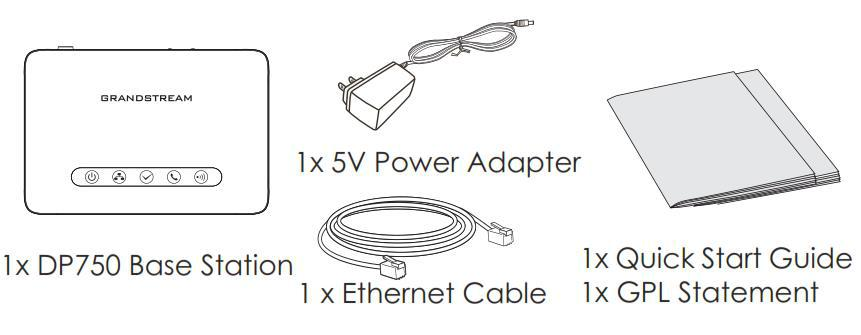 GRANDSTREAM
1x DP750 Base Station
1x 5V Power Adapter
1 x Ethernet Cable
1x Quick Start Guide
1x GPL Statement